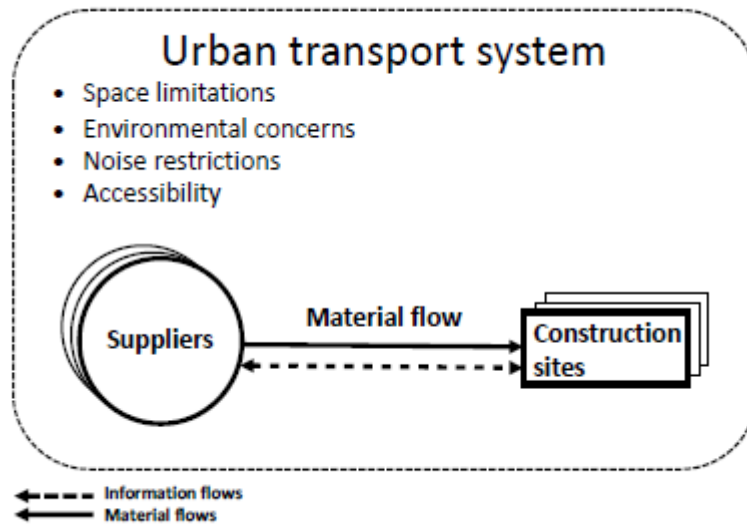 Urban transport system
• Space limitations
• Environmental concerns
• Noise restrictions
• Accessibility
Suppliers
Material flow
Construction
sites
Information flows
Material flows